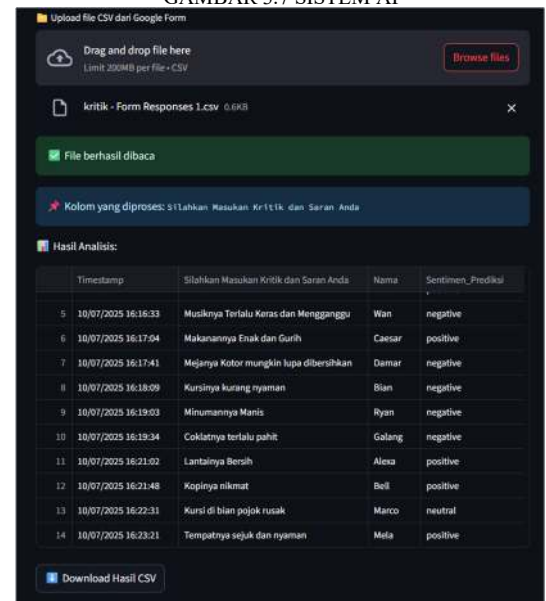 GAMBAR 5.7 SISTEM AI
Upload file CSV dari Google Form
Drag and drop file here
Limit 200MB per file • CSV
Browse files
kritik - Form Responses 1.csv 0.6KB
File berhasil dibaca
Kolom yang diproses: Silahkan Masukan Kritik dan Saran Anda
Hasil Analisis:
Timestamp Silahkan Masukan Kritik dan Saran Anda Nama Sentimen_Prediksi
5 10/07/2025 16:16:33 Musiknya Terlalu Keras dan Mengganggu Wan negative
6 10/07/2025 16:17:04 Makanannya Enak dan Gurih Caesar positive
7 10/07/2025 16:17:41 Mejanya Kotor mungkin lupa dibersihkan Damar negative
8 10/07/2025 16:18:09 Kursinya kurang nyaman Bian negative
9 10/07/2025 16:19:03 Minumannya Manis Ryan negative
10 10/07/2025 16:19:34 Coklatnya terlalu pahit Galang negative
11 10/07/2025 16:21:02 Lantainya Bersih Alexa positive
12 10/07/2025 16:21:48 Kopinya nikmat Bell positive
13 10/07/2025 16:22:31 Kursi di bian pojok rusak Marco neutral
14 10/07/2025 16:23:21 Tempatnya sejuk dan nyaman Mela positive
Download Hasil CSV